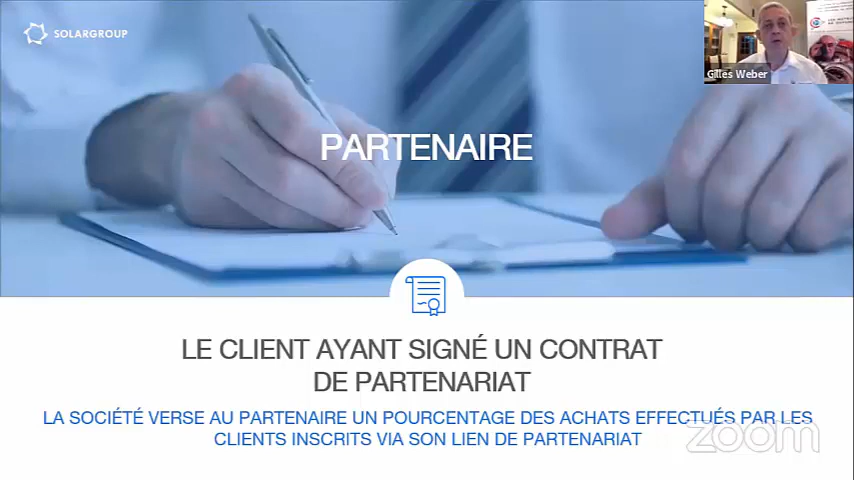 SOLARGROUP
Gilles Weber
PARTENAIRE
LE CLIENT AYANT SIGNÉ UN CONTRAT
DE PARTENARIAT
LA SOCIÉTÉ VERSE AU PARTENAIRE UN POURCENTAGE DES ACHATS EFFECTUÉS PAR LES
CLIENTS INSCRITS VIA SON LIEN DE PARTENARIAT
zoom